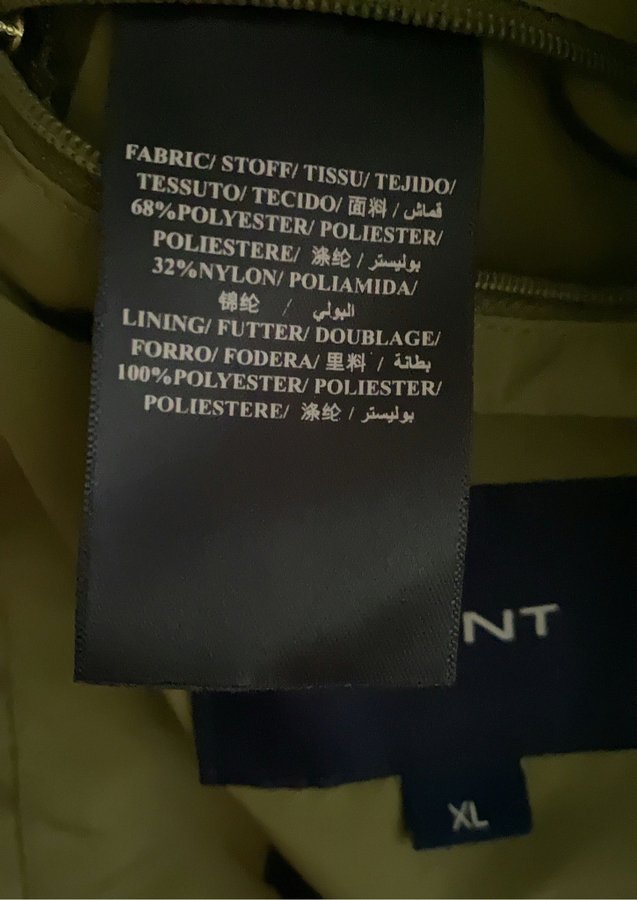 FABRIC/ STOFF/ TISSU/ TEJIDO/
TESSUTO/ TECIDO/ 面料 / قماش
68%POLYESTER/ POLIESTER/
POLIESTERE/ 涤纶 / بوليستر
32%NYLON/ POLIAMIDA/
锦纶 / البولي
LINING/ FUTTER/ DOUBLAGE/
FORRO/ FODERA/ 里料 / بطانة
100%POLYESTER/ POLIESTER/
POLIESTERE/ 涤纶 / بوليستر
NT
XL